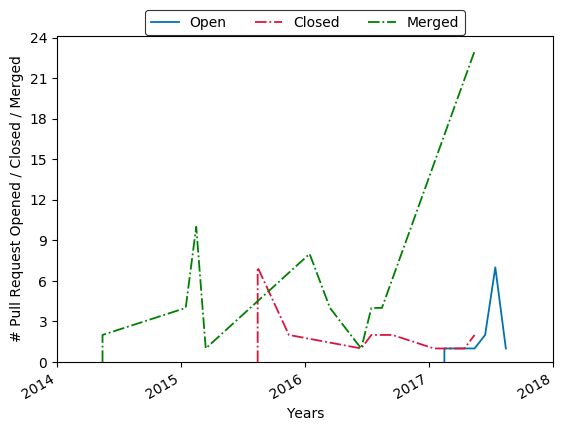 Open Closed Merged
# Pull Request Opened / Closed / Merged
24
21
18
15
12
9
6
3
0
2014 2015 2016 2017 2018
Years